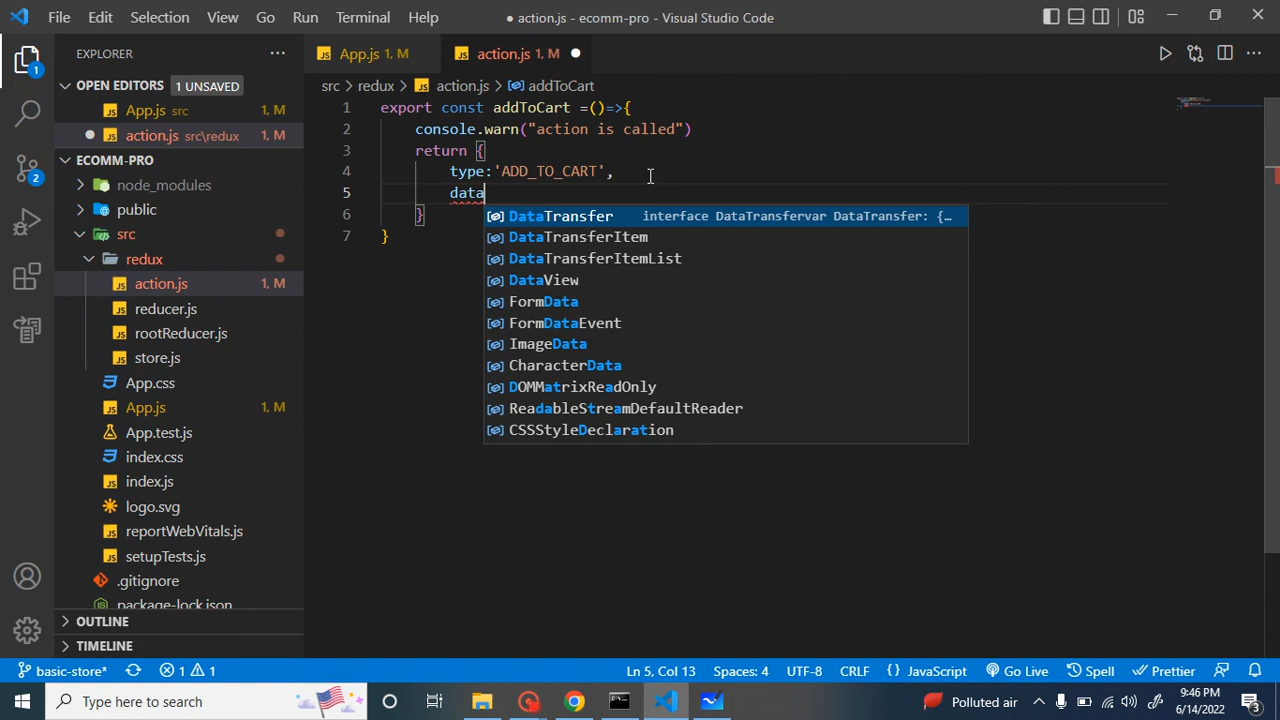 File Edit Selection View Go Run Terminal Help
● action.js - ecomm-pro - Visual Studio Code
EXPLORER
OPEN EDITORS 1 UNSAVED
App.js src 1, M
action.js src\redux 1, M
ECOMM-PRO
node_modules
public
src
redux
action.js 1, M
reducer.js
rootReducer.js
store.js
App.css
App.js 1, M
App.test.js
index.css
index.js
logo.svg
reportWebVitals.js
setupTests.js
.gitignore
package-lock.json
OUTLINE
TIMELINE
App.js 1, M action.js 1, M
src > redux > action.js > addToCart
1 export const addToCart =()=>{
2 console.warn("action is called")
3 return {
4 type:'ADD_TO_CART',
5 data
6 }
7 }
DataTransfer interface DataTransfervar DataTransfer: {…
DataTransferItem
DataTransferItemList
DataView
FormData
FormDataEvent
ImageData
CharacterData
DOMMatrixReadOnly
ReadableStreamDefaultReader
CSSStyleDeclaration
basic-store* 1 1 Ln 5, Col 13 Spaces: 4 UTF-8 CRLF { } JavaScript Go Live Spell Prettier
Type here to search
Polluted air
9:46 PM
6/14/2022
3